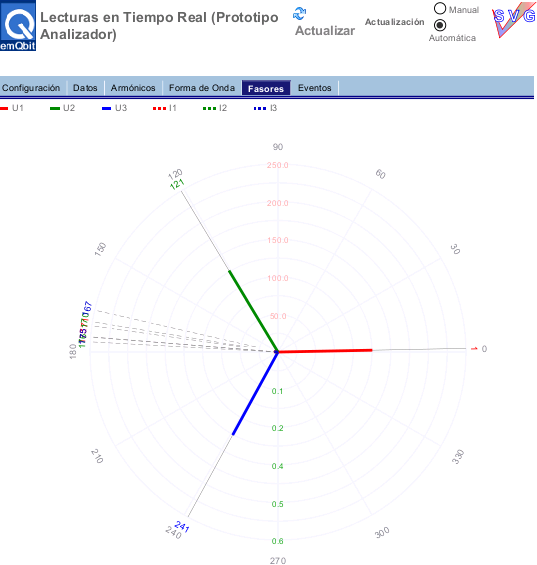 emQbit
Lecturas en Tiempo Real (Prototipo
Analizador)
Actualizar
Actualización
Manual
Automática
SVG
Configuración Datos Armónicos Forma de Onda Fasores Eventos
U1 U2 U3 I1 I2 I3
90
120
121
60
250.0
200.0
150
150.0
30
100.0
167
50.0
180
0
0.1
0.2
210
0.4
330
240
241
0.5
300
0.6
270